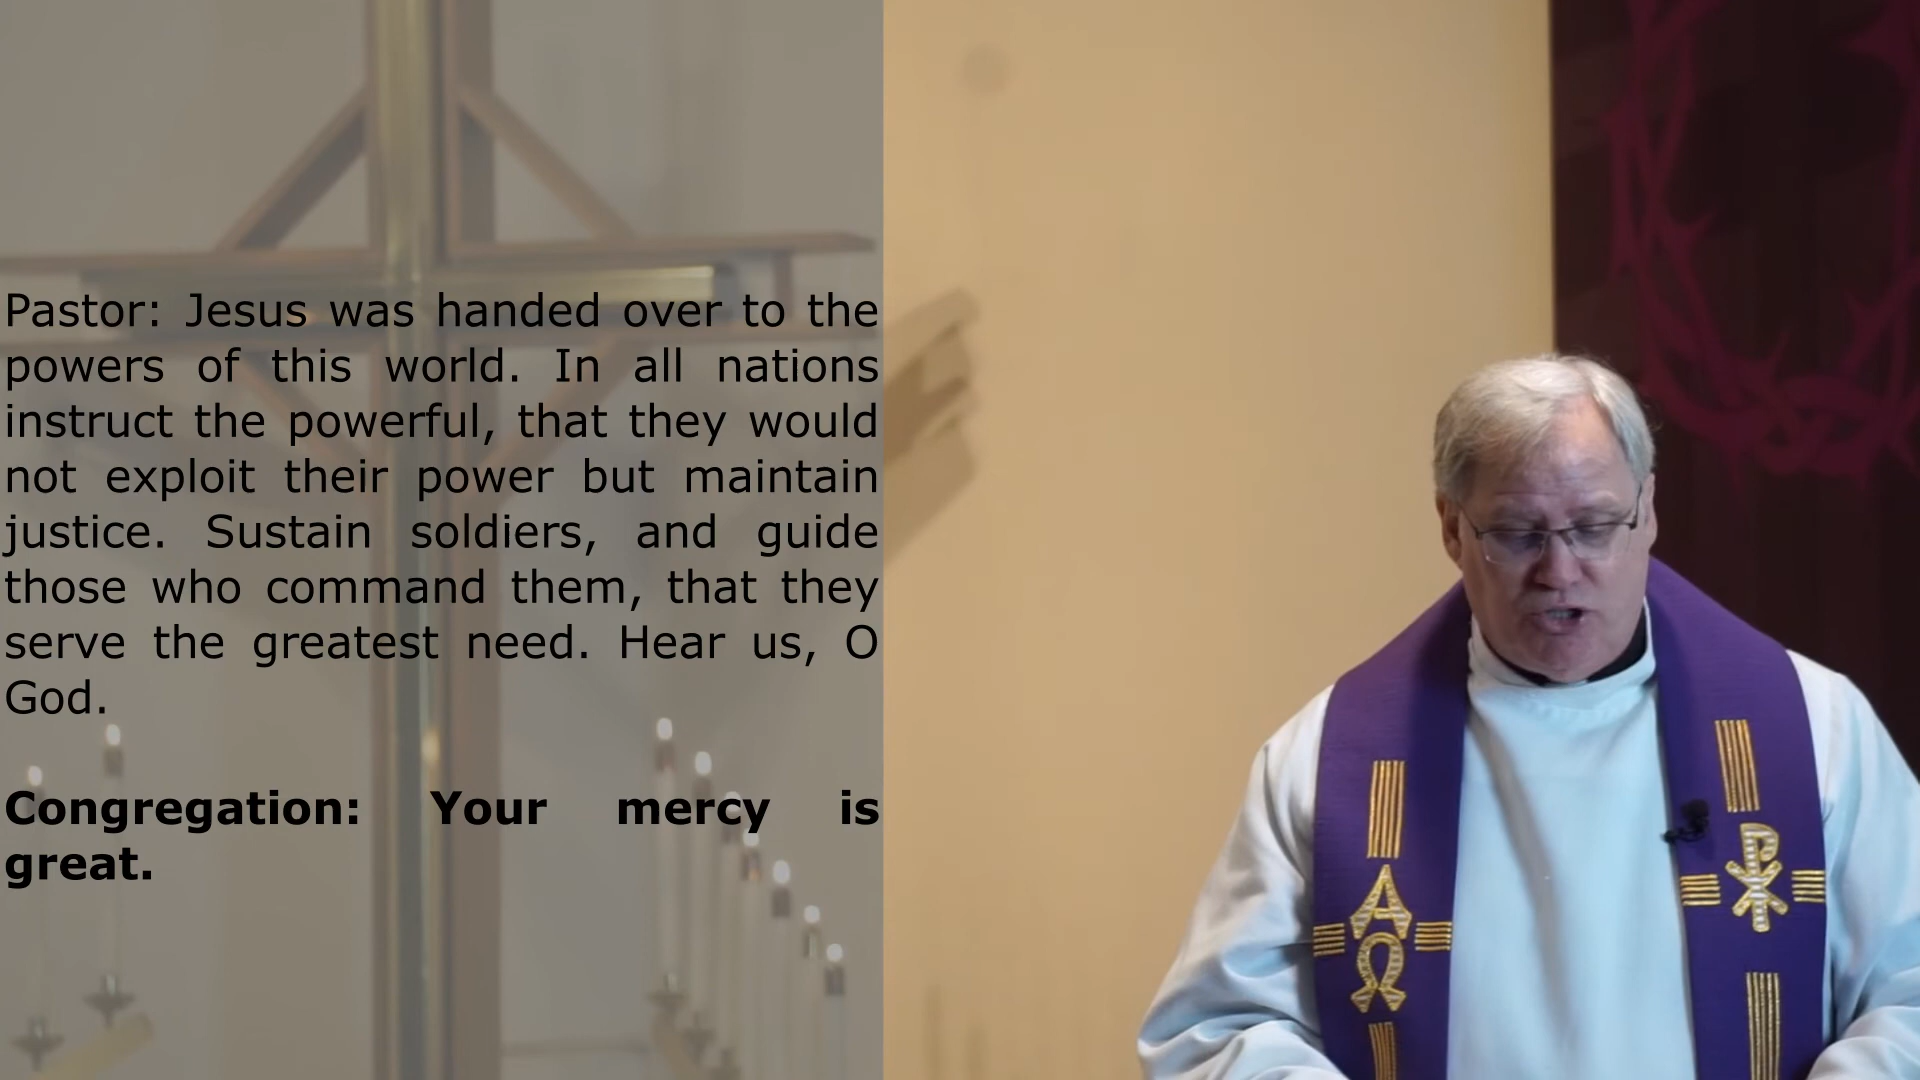 Pastor: Jesus was handed over to the
powers of this world. In all nations
instruct the powerful, that they would
not exploit their power but maintain
justice. Sustain soldiers, and guide
those who command them, that they
serve the greatest need. Hear us, O
God.
Congregation: Your mercy is
great.
Α
Ω